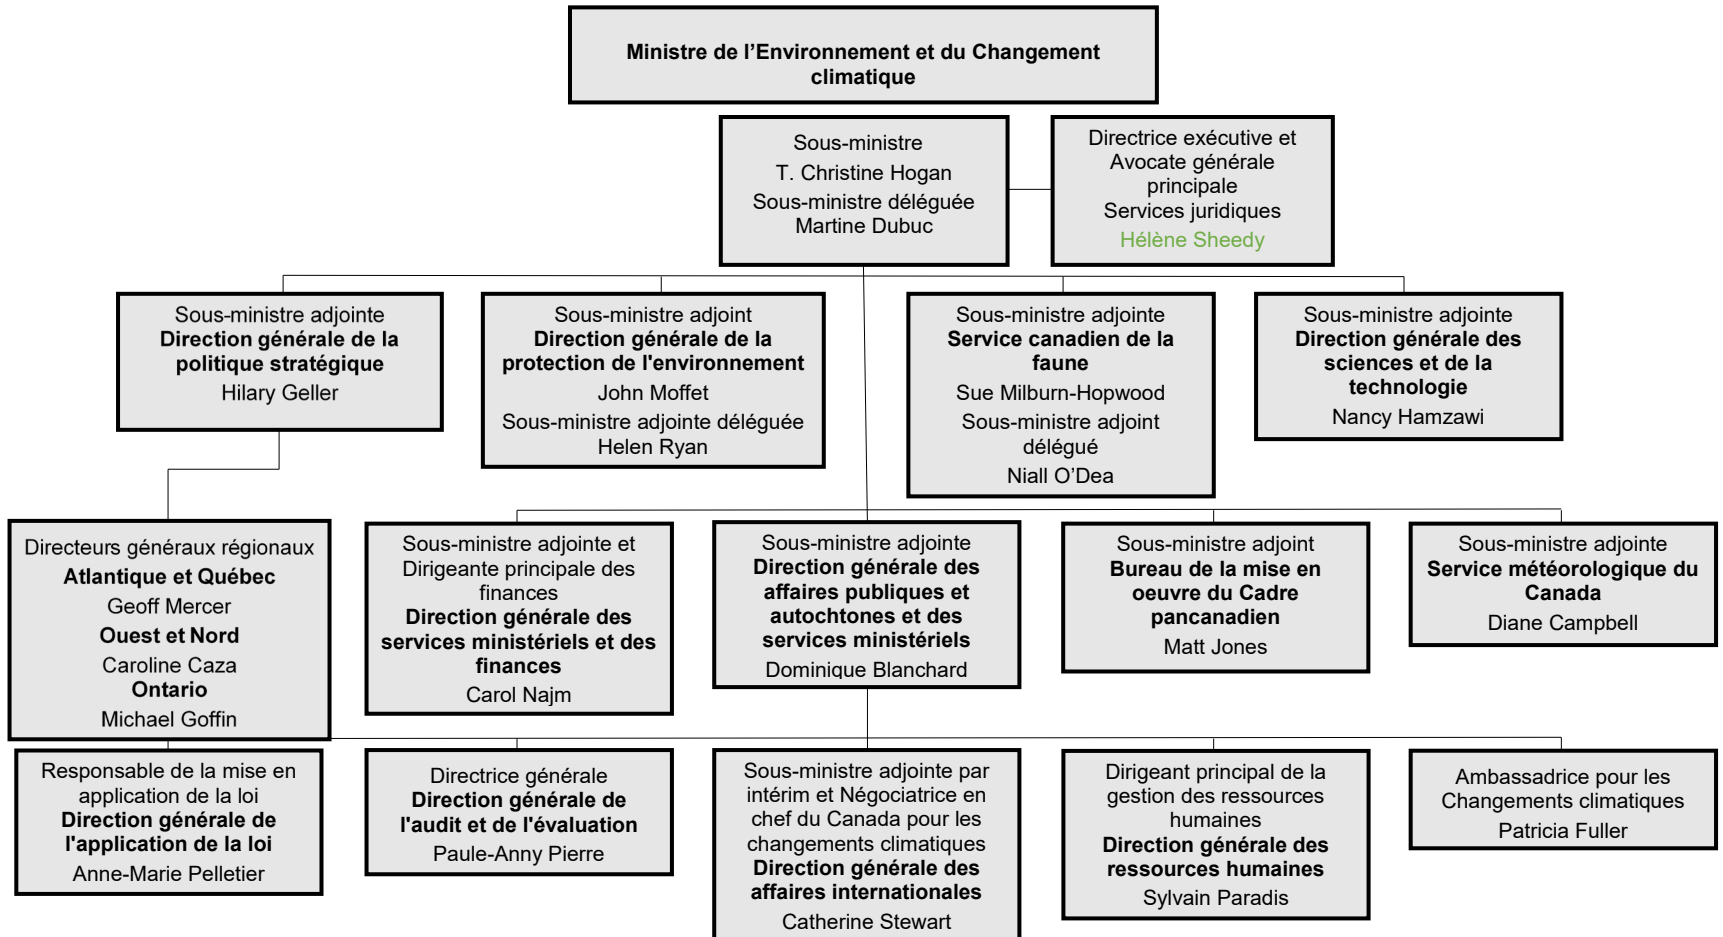 Ministre de l’Environnement et du Changement
climatique
Sous-ministre
T. Christine Hogan
Sous-ministre déléguée
Martine Dubuc
Directrice exécutive et
Avocate générale
principale
Services juridiques
Hélène Sheedy
Sous-ministre adjointe
Direction générale de la
politique stratégique
Hilary Geller
Sous-ministre adjoint
Direction générale de la
protection de l'environnement
John Moffet
Sous-ministre adjointe déléguée
Helen Ryan
Sous-ministre adjointe
Service canadien de la
faune
Sue Milburn-Hopwood
Sous-ministre adjoint
délégué
Niall O’Dea
Sous-ministre adjointe
Direction générale des
sciences et de la
technologie
Nancy Hamzawi
Directeurs généraux régionaux
Atlantique et Québec
Geoff Mercer
Ouest et Nord
Caroline Caza
Ontario
Michael Goffin
Sous-ministre adjointe et
Dirigeante principale des
finances
Direction générale des
services ministériels et des
finances
Carol Najm
Sous-ministre adjointe
Direction générale des
affaires publiques et
autochtones et des
services ministériels
Dominique Blanchard
Sous-ministre adjoint
Bureau de la mise en
oeuvre du Cadre
pancanadien
Matt Jones
Sous-ministre adjointe
Service météorologique du
Canada
Diane Campbell
Responsable de la mise en
application de la loi
Direction générale de
l'application de la loi
Anne-Marie Pelletier
Directrice générale
Direction générale de
l'audit et de l'évaluation
Paule-Anny Pierre
Sous-ministre adjointe par
intérim et Négociatrice en
chef du Canada pour les
changements climatiques
Direction générale des
affaires internationales
Catherine Stewart
Dirigeant principal de la
gestion des ressources
humaines
Direction générale des
ressources humaines
Sylvain Paradis
Ambassadrice pour les
Changements climatiques
Patricia Fuller